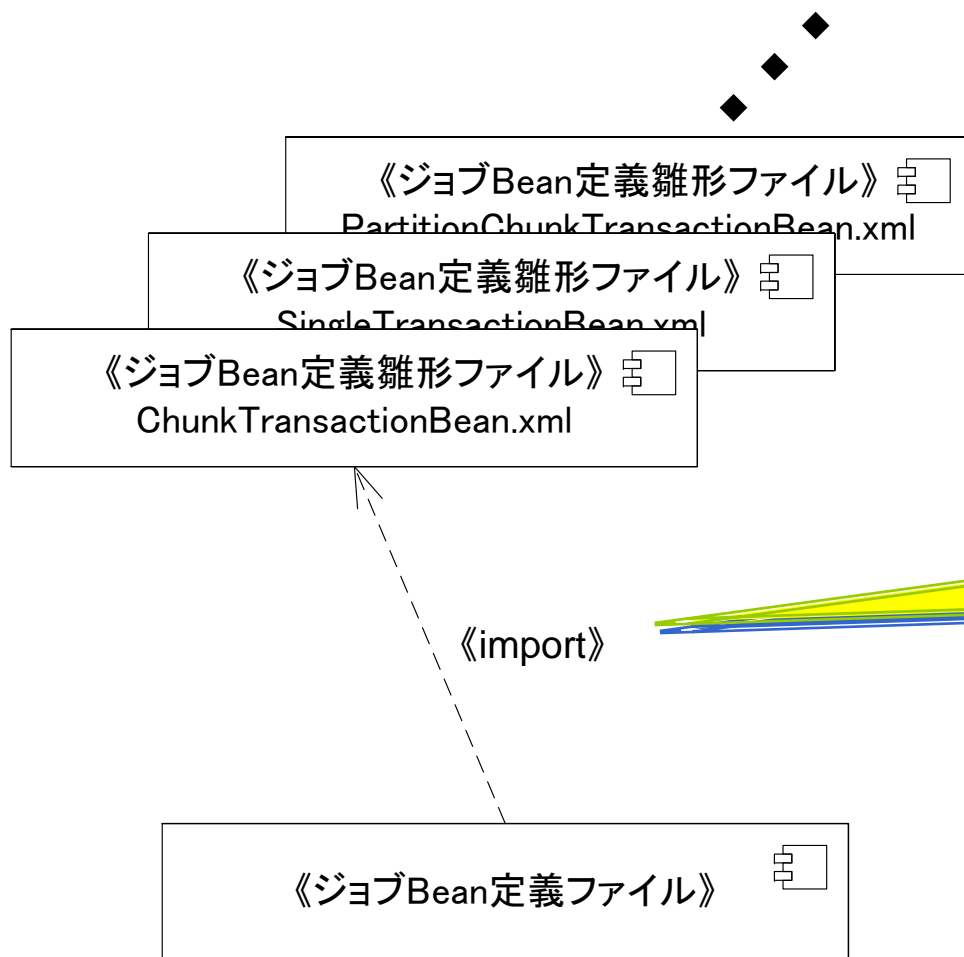 《ジョブBean定義雛形ファイル》
PartitionChunkTransactionBean.xml
《ジョブBean定義雛形ファイル》
SingleTransactionBean.xml
《ジョブBean定義雛形ファイル》
ChunkTransactionBean.xml
《import》
《ジョブBean定義ファイル》